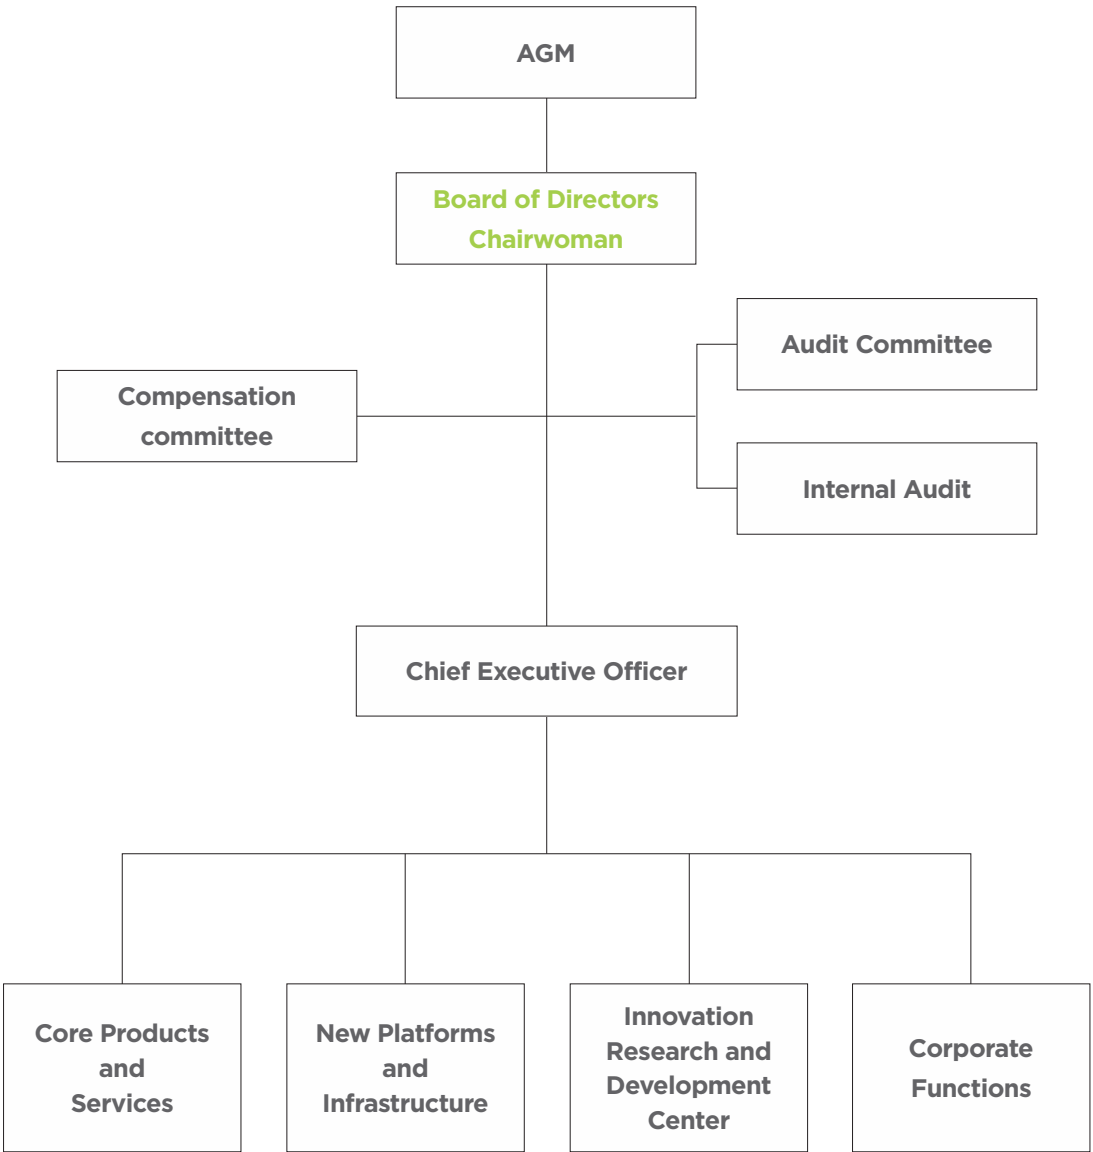 AGM
Board of Directors
Chairwoman
Audit Committee
Compensation
committee
Internal Audit
Chief Executive Officer
Core Products
and
Services
New Platforms
and
Infrastructure
Innovation
Research and
Development
Center
Corporate
Functions